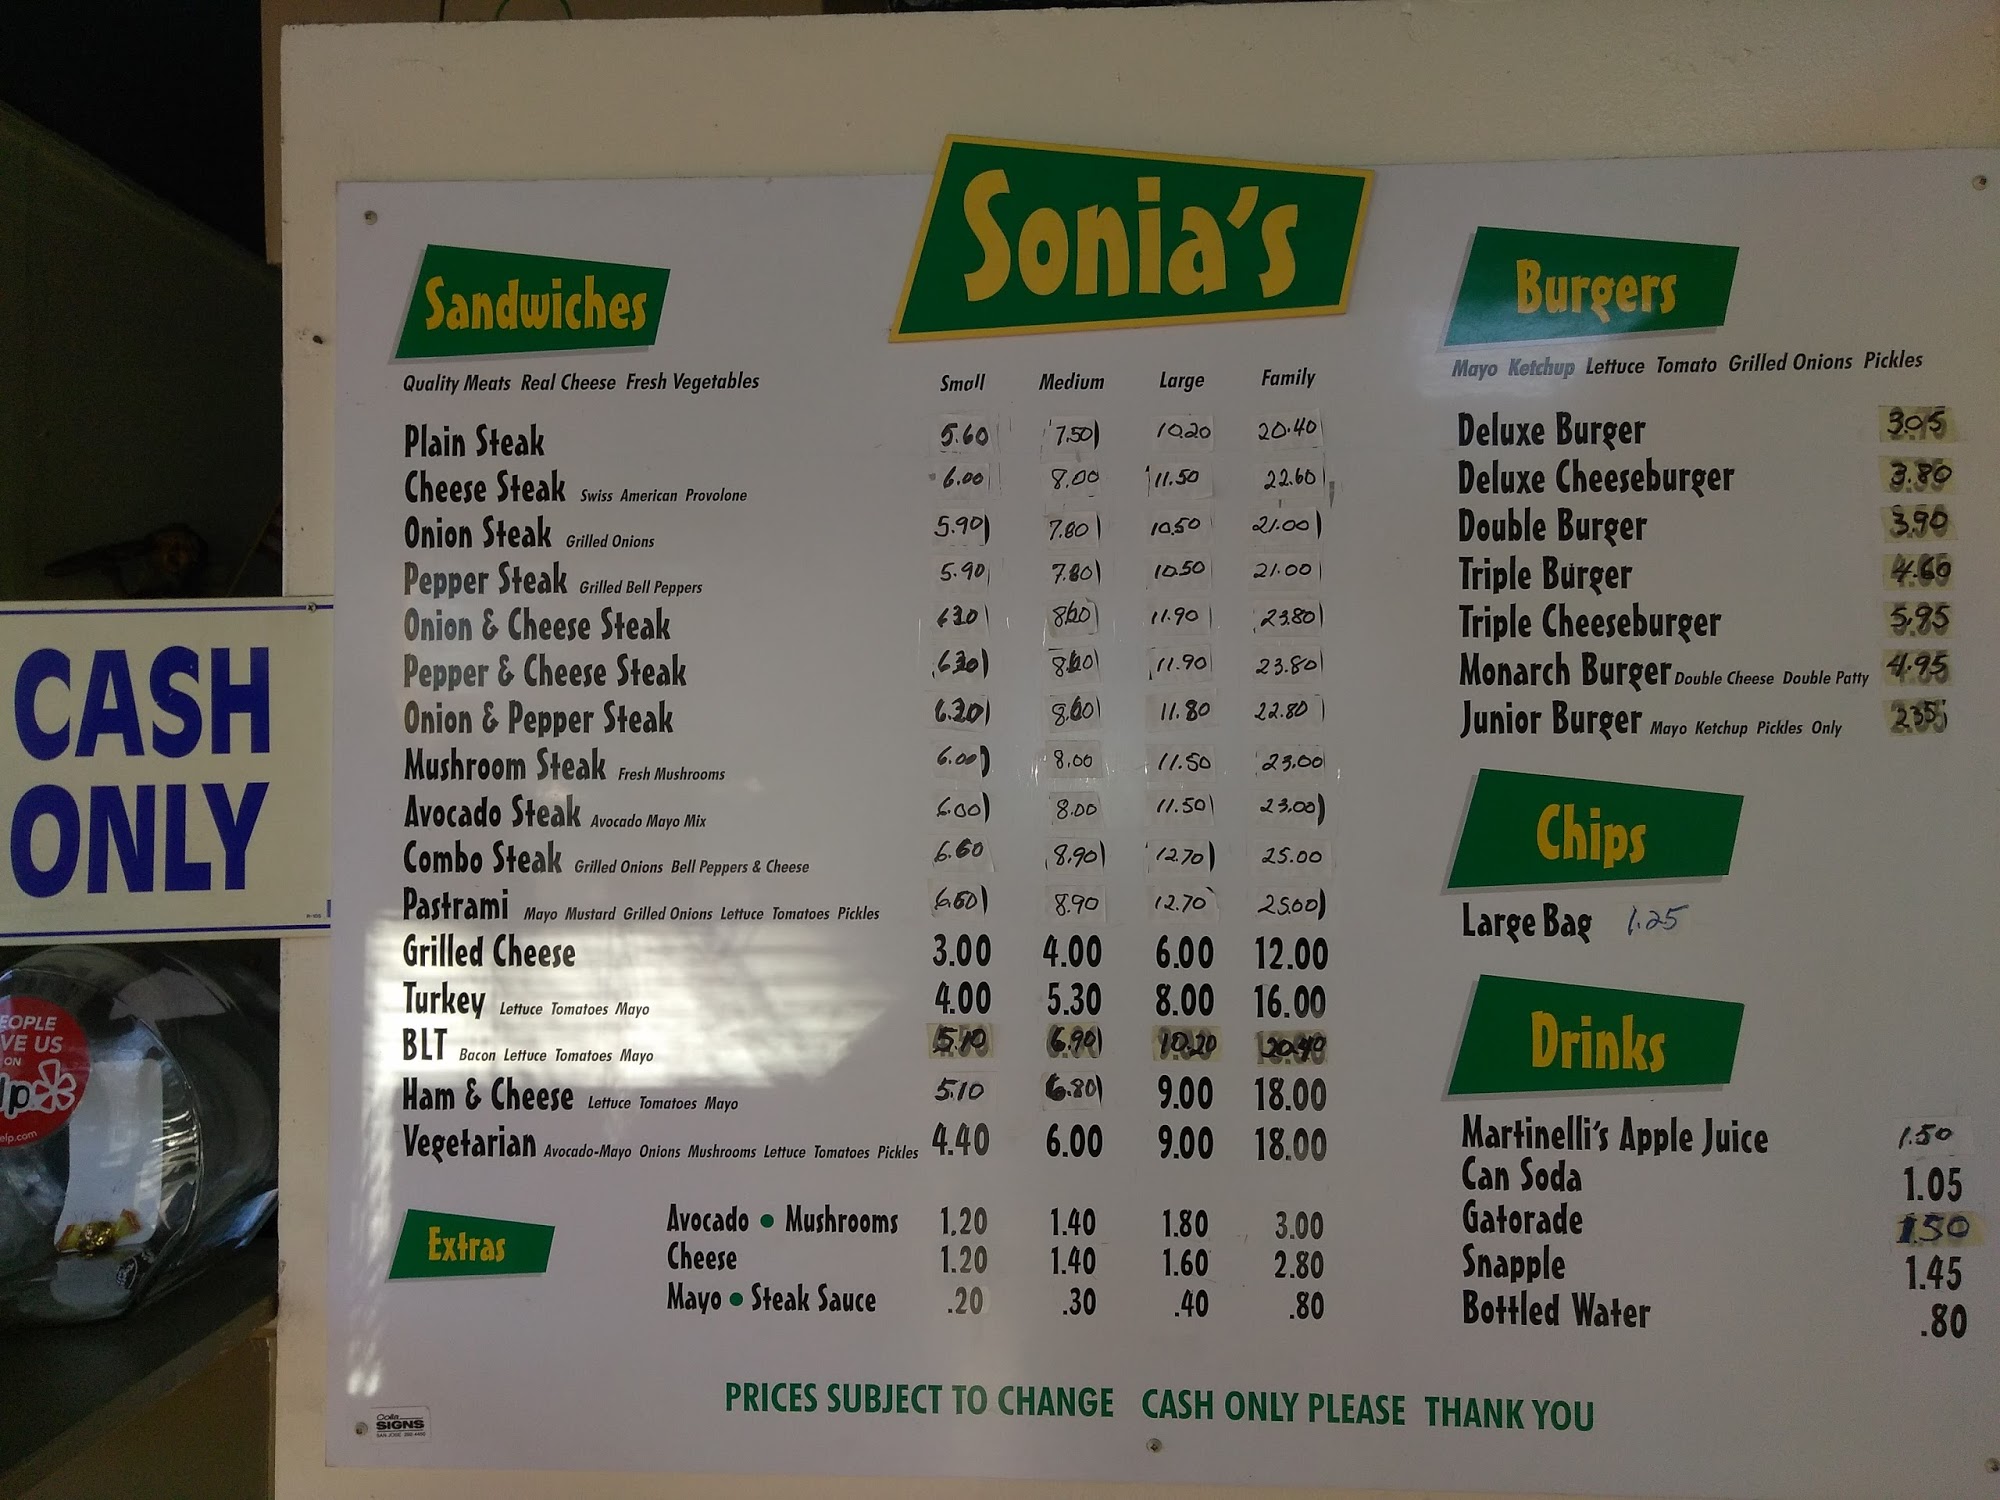 Sonia's
Sandwiches
Quality Meats Real Cheese Fresh Vegetables Small Medium Large Family
Plain Steak 5.60 7.50 10.20 20.40
Cheese Steak Swiss American Provolone 6.00 8.00 11.50 22.60
Onion Steak Grilled Onions 5.90 7.80 10.50 21.00
Pepper Steak Grilled Bell Peppers 5.90 7.80 10.50 21.00
Onion & Cheese Steak 11.90 23.80
Pepper & Cheese Steak 11.90 23.80
Onion & Pepper Steak 11.80 22.80
Mushroom Steak Fresh Mushrooms 6.00 8.00 11.50 23.00
Avocado Steak Avocado Mayo Mix 6.00 8.00 11.50 23.00
Combo Steak Grilled Onions Bell Peppers & Cheese 6.60 8.90 12.70 25.00
Pastrami Mayo Mustard Grilled Onions Lettuce Tomatoes Pickles 6.60 8.90 12.70 25.00
Grilled Cheese 3.00 4.00 6.00 12.00
Turkey Lettuce Tomatoes Mayo 4.00 5.30 8.00 16.00
BLT Bacon Lettuce Tomatoes Mayo 5.10 6.90 10.20 20.40
Ham & Cheese Lettuce Tomatoes Mayo 5.10 6.80 9.00 18.00
Vegetarian Avocado-Mayo Onions Mushrooms Lettuce Tomatoes Pickles 4.40 6.00 9.00 18.00
Extras
Avocado • Mushrooms 1.20 1.40 1.80 3.00
Cheese 1.20 1.40 1.60 2.80
Mayo • Steak Sauce .20 .30 .40 .80
Burgers
Mayo Ketchup Lettuce Tomato Grilled Onions Pickles
Deluxe Burger 3.05
Deluxe Cheeseburger 3.80
Double Burger 3.90
Triple Burger 4.60
Triple Cheeseburger 5.95
Monarch Burger Double Cheese Double Patty 4.95
Junior Burger Mayo Ketchup Pickles Only 2.35
Chips
Large Bag 1.25
Drinks
Martinelli's Apple Juice 1.50
Can Soda 1.05
Gatorade 1.50
Snapple 1.45
Bottled Water .80
PRICES SUBJECT TO CHANGE CASH ONLY PLEASE THANK YOU
SIGNS
CASH
ONLY
US
ON